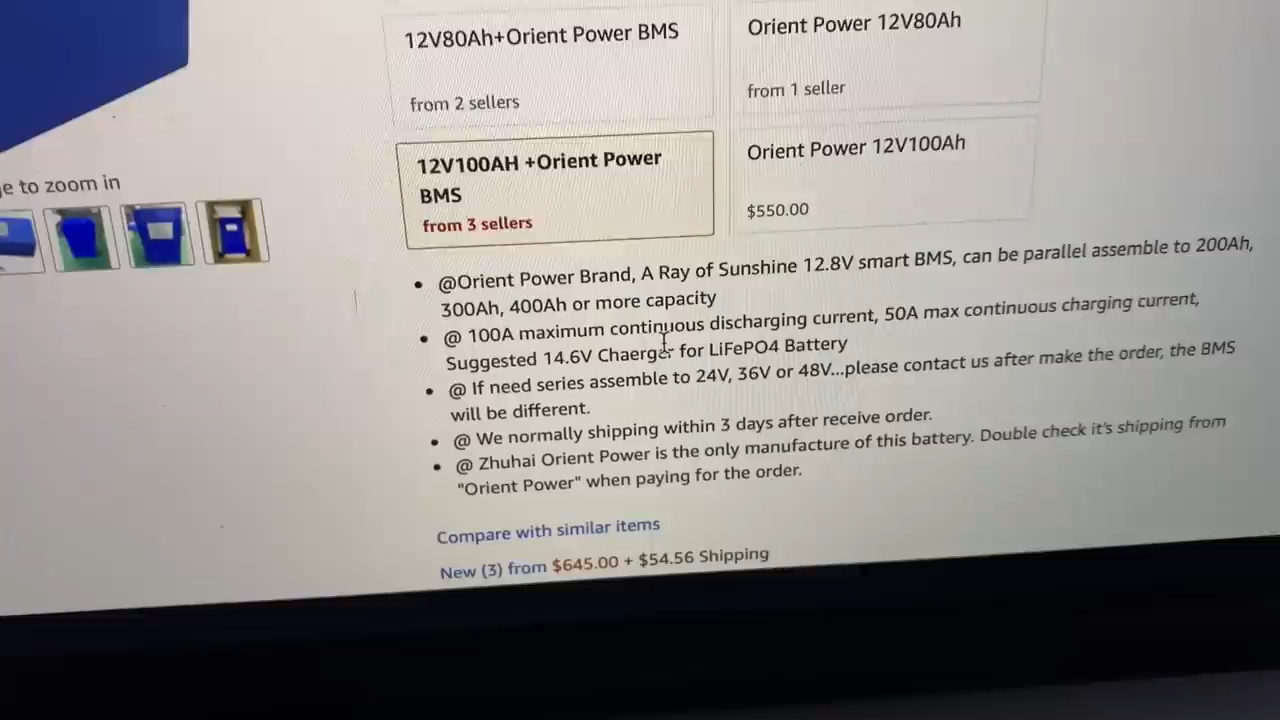 12V80Ah+Orient Power BMS
from 2 sellers
Orient Power 12V80Ah
from 1 seller
12V100AH +Orient Power
BMS
from 3 sellers
Orient Power 12V100Ah
$550.00
e to zoom in
@Orient Power Brand, A Ray of Sunshine 12.8V smart BMS, can be parallel assemble to 200Ah,
300Ah, 400Ah or more capacity
@ 100A maximum continuous discharging current, 50A max continuous charging current,
Suggested 14.6V Chaerger for LiFePO4 Battery
@ If need series assemble to 24V, 36V or 48V...please contact us after make the order, the BMS
will be different.
@ We normally shipping within 3 days after receive order.
@ Zhuhai Orient Power is the only manufacture of this battery. Double check it's shipping from
"Orient Power" when paying for the order.
Compare with similar items
New (3) from $645.00 + $54.56 Shipping